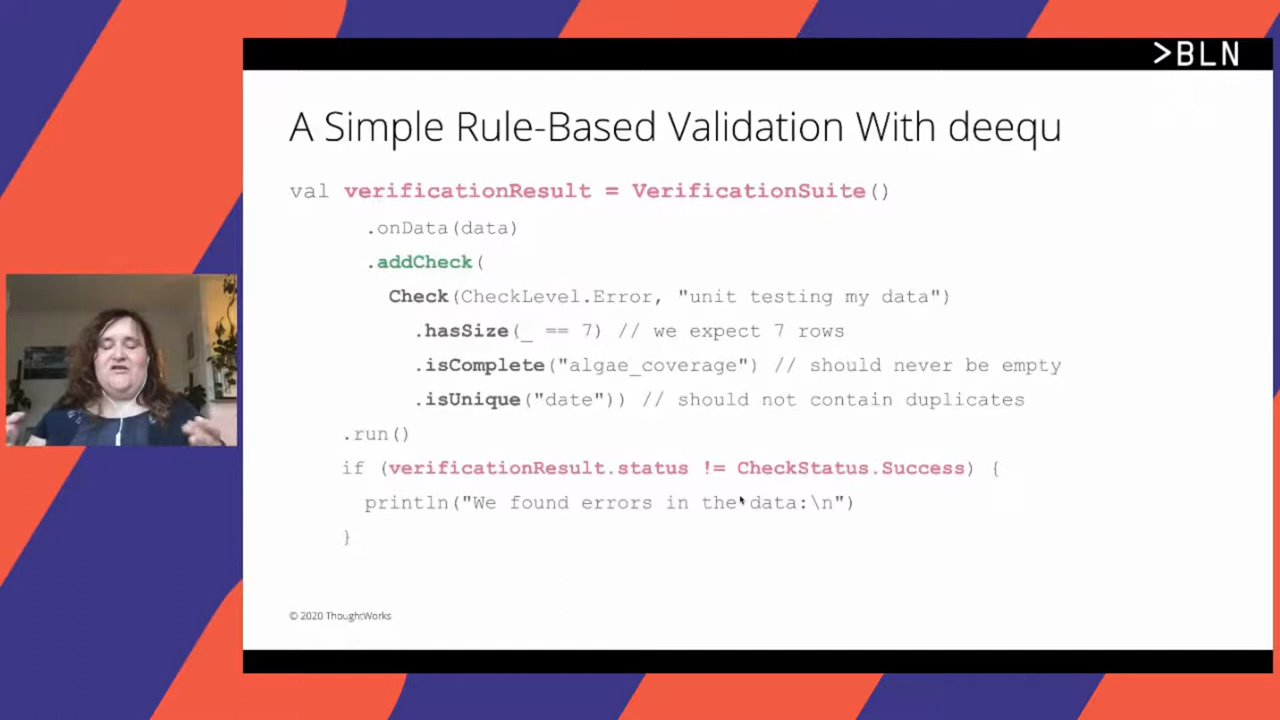 >BLN
A Simple Rule-Based Validation With deequ
val verificationResult = VerificationSuite()
.onData(data)
.addCheck(
Check(CheckLevel.Error, "unit testing my data")
.hasSize(_ == 7) // we expect 7 rows
.isComplete("algae_coverage") // should never be empty
.isUnique("date")) // should not contain duplicates
.run()
if (verificationResult.status != CheckStatus.Success) {
println("We found errors in the data:\n")
}
© 2020 ThoughtWorks